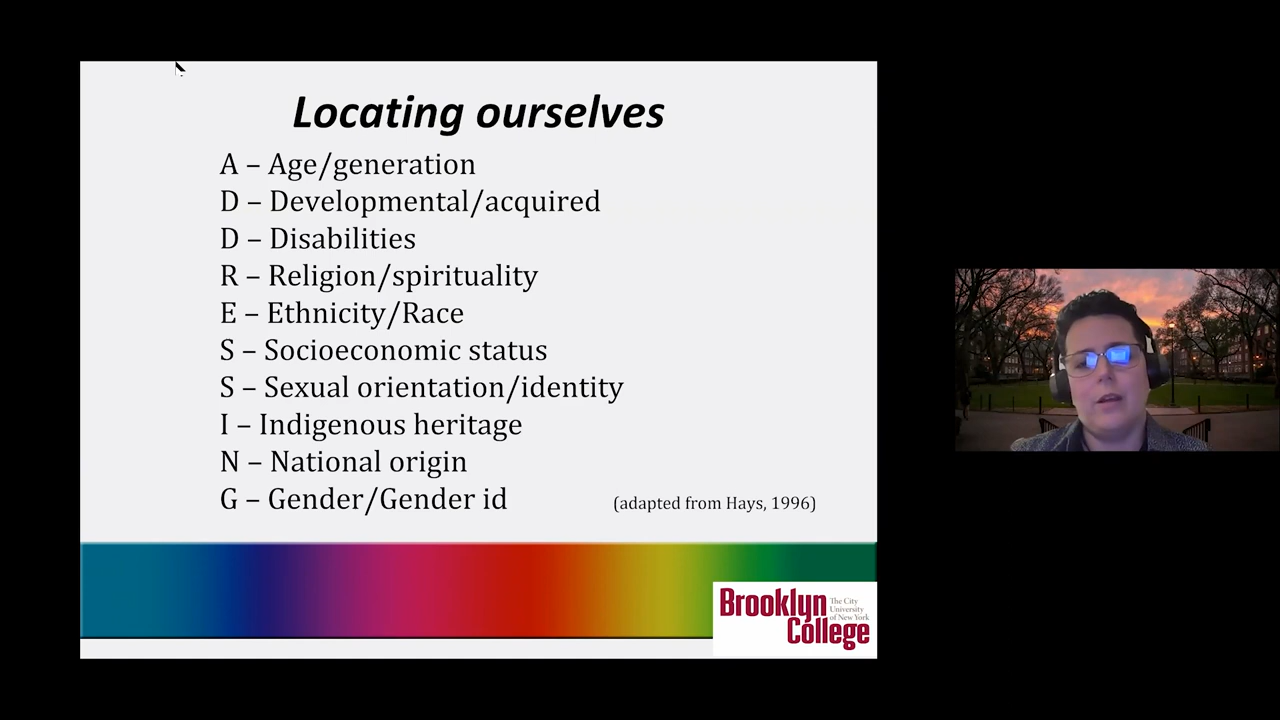 Locating ourselves
A – Age/generation
D – Developmental/acquired
D – Disabilities
R – Religion/spirituality
E – Ethnicity/Race
S – Socioeconomic status
S – Sexual orientation/identity
I – Indigenous heritage
N – National origin
G – Gender/Gender id
(adapted from Hays, 1996)
Brooklyn
College
The City
University
of New York